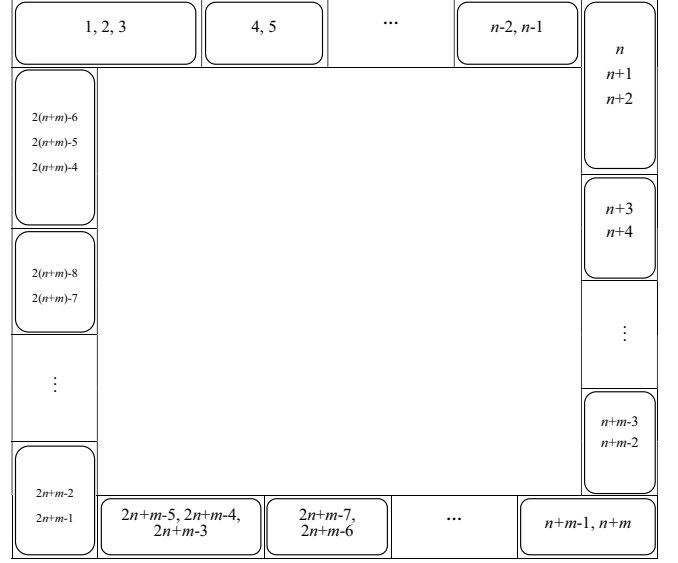 1, 2, 3
4, 5
...
n-2, n-1
n
n+1
n+2
2(n+m)-6
2(n+m)-5
2(n+m)-4
n+3
n+4
2(n+m)-8
2(n+m)-7
⋮
⋮
n+m-3
n+m-2
2n+m-2
2n+m-1
2n+m-5, 2n+m-4,
2n+m-3
2n+m-7,
2n+m-6
...
n+m-1, n+m